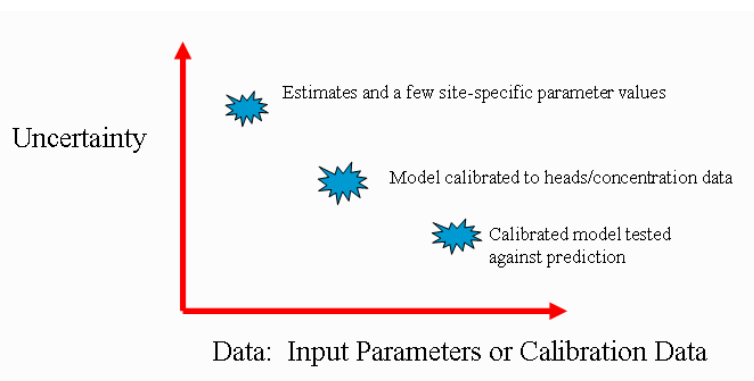 Estimates and a few site-specific parameter values
Uncertainty
Model calibrated to heads/concentration data
Calibrated model tested
against prediction
Data: Input Parameters or Calibration Data